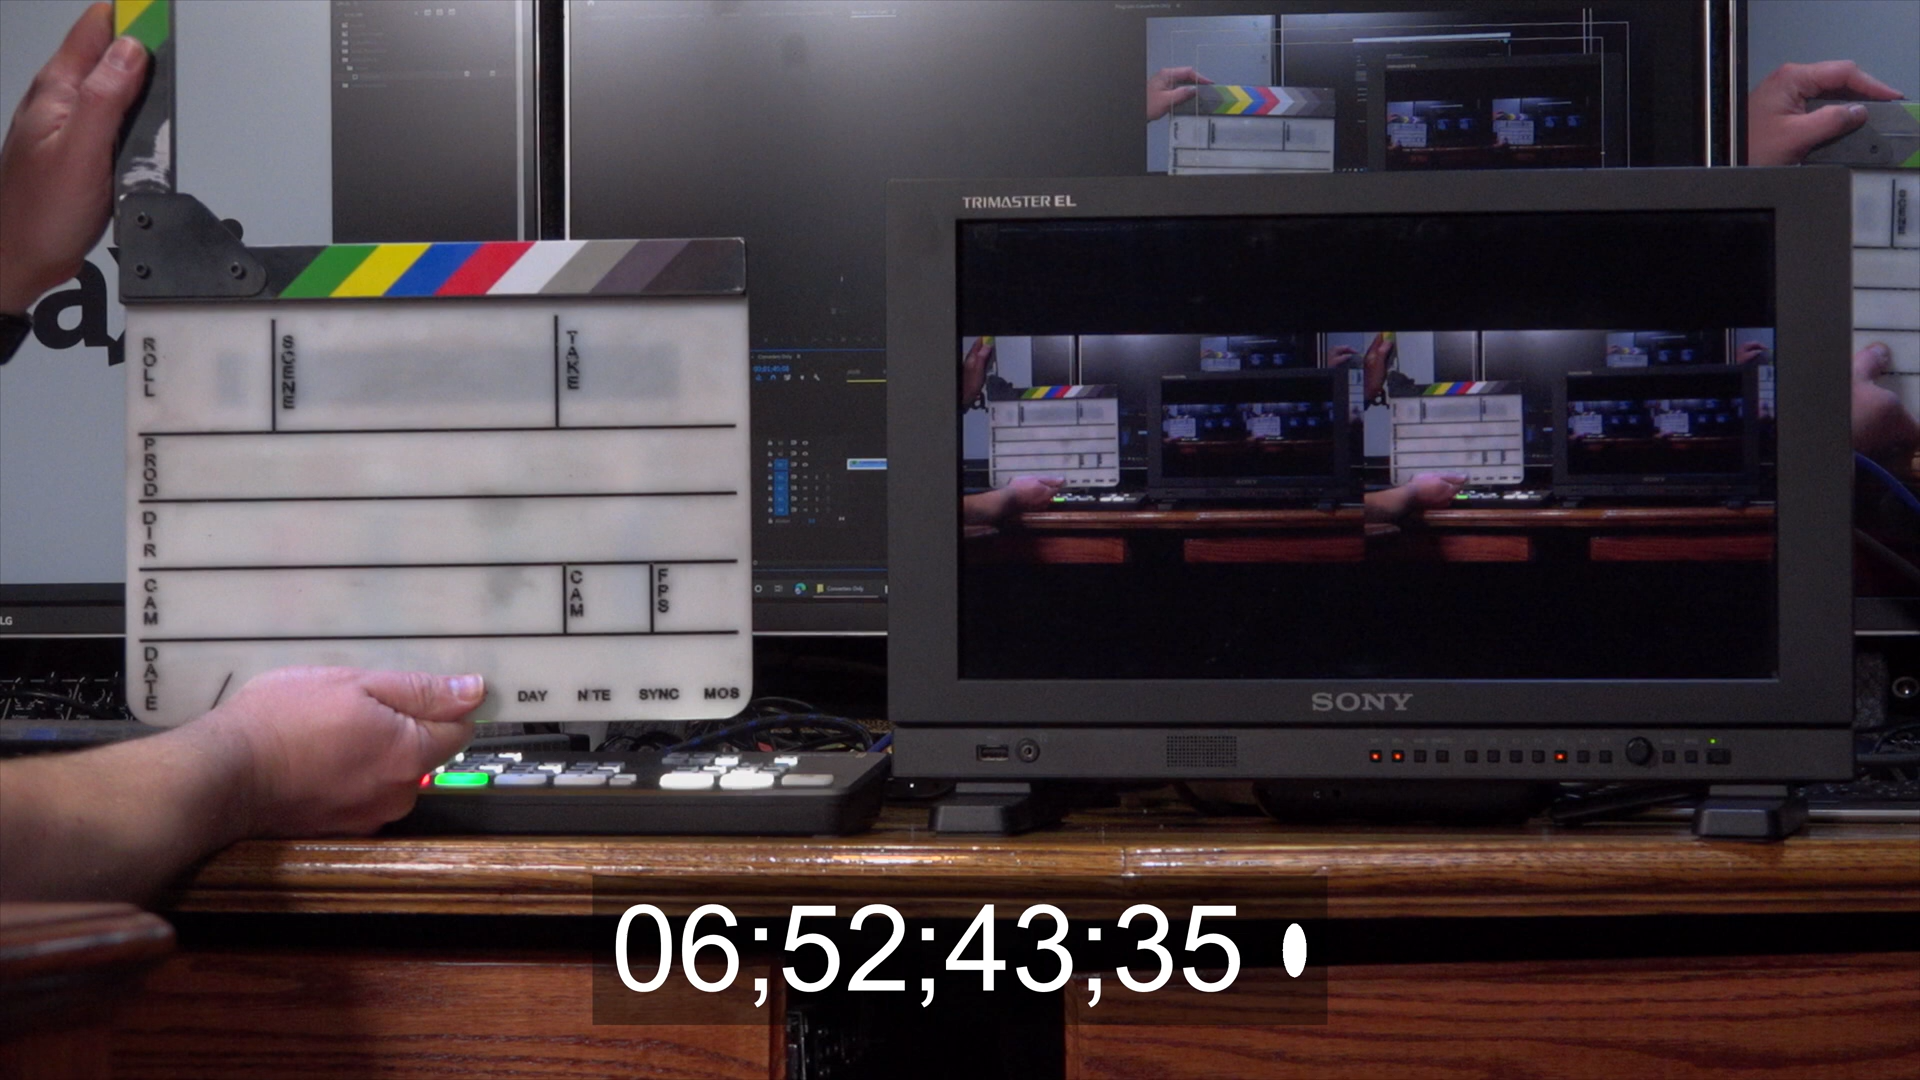 TRIMASTER EL
ROLL
SCENE
TAKE
PROD
DIR
CAM
CAM
FPS
DATE
/
DAY
NITE
SYNC
MOS
LG
SONY
06;52;43;35